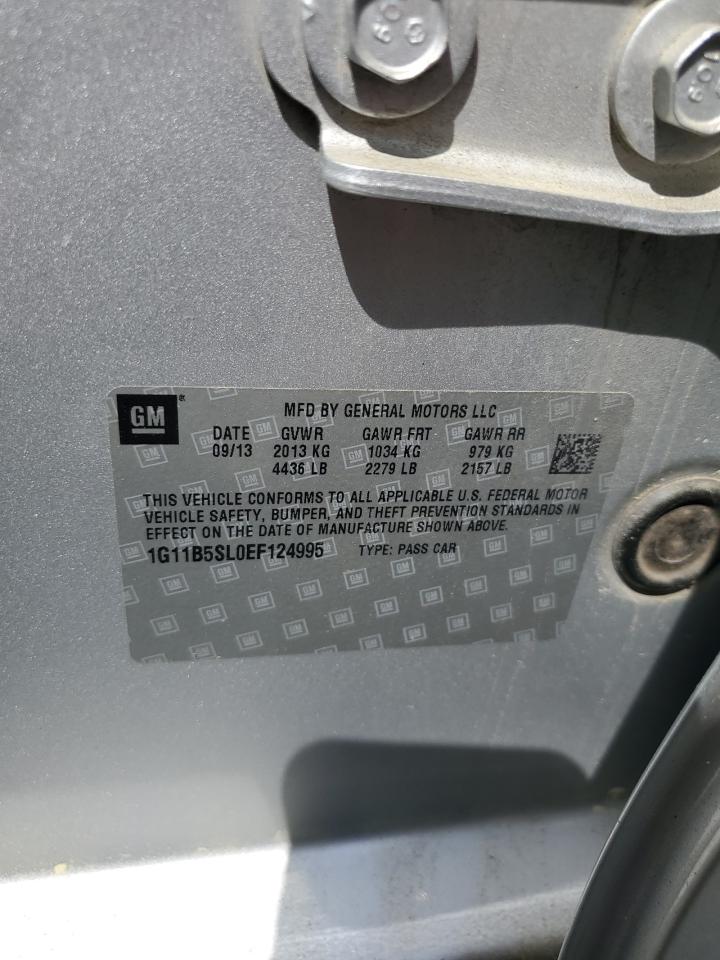 GM
MFD BY GENERAL MOTORS LLC
DATE GVWR GAWR FRT GAWR RR
09/13 2013 KG 1034 KG 979 KG
4436 LB 2279 LB 2157 LB
THIS VEHICLE CONFORMS TO ALL APPLICABLE U.S. FEDERAL MOTOR
VEHICLE SAFETY, BUMPER, AND THEFT PREVENTION STANDARDS IN
EFFECT ON THE DATE OF MANUFACTURE SHOWN ABOVE.
1G11B5SL0EF124995 TYPE: PASS CAR